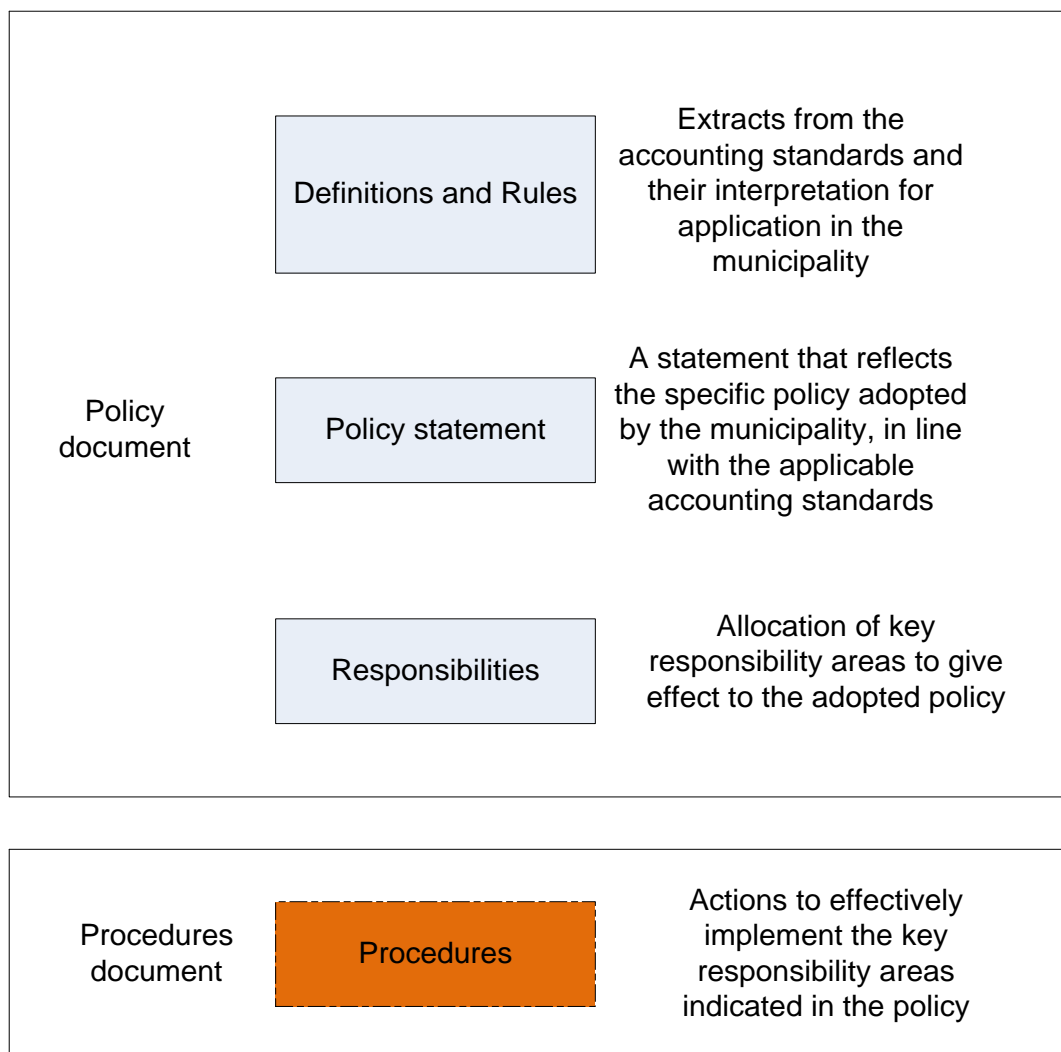 Definitions and Rules
Extracts from the
accounting standards and
their interpretation for
application in the
municipality
Policy
document
Policy statement
A statement that reflects
the specific policy adopted
by the municipality, in line
with the applicable
accounting standards
Responsibilities
Allocation of key
responsibility areas to give
effect to the adopted policy
Procedures
document
Procedures
Actions to effectively
implement the key
responsibility areas
indicated in the policy